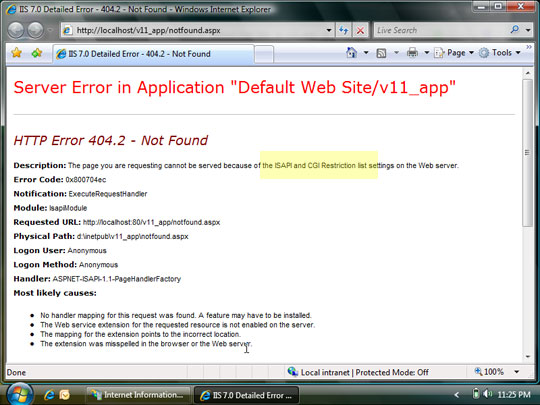 IIS 7.0 Detailed Error - 404.2 - Not Found - Windows Internet Explorer
http://localhost/v11_app/notfound.aspx
Live Search
IIS 7.0 Detailed Error - 404.2 - Not Found
Page
Tools
Server Error in Application "Default Web Site/v11_app"
HTTP Error 404.2 - Not Found
Description: The page you are requesting cannot be served because of the ISAPI and CGI Restriction list settings on the Web server.
Error Code: 0x800704ec
Notification: ExecuteRequestHandler
Module: IsapiModule
Requested URL: http://localhost:80/v11_app/notfound.aspx
Physical Path: d:\inetpub\v11_app\notfound.aspx
Logon User: Anonymous
Logon Method: Anonymous
Handler: ASPNET-ISAPI-1.1-PageHandlerFactory
Most likely causes:
No handler mapping for this request was found. A feature may have to be installed.
The Web service extension for the requested resource is not enabled on the server.
The mapping for the extension points to the incorrect location.
The extension was misspelled in the browser or the Web server.
Done
Local intranet | Protected Mode: Off
100%
Internet Information...
IIS 7.0 Detailed Error ...
11:25 PM